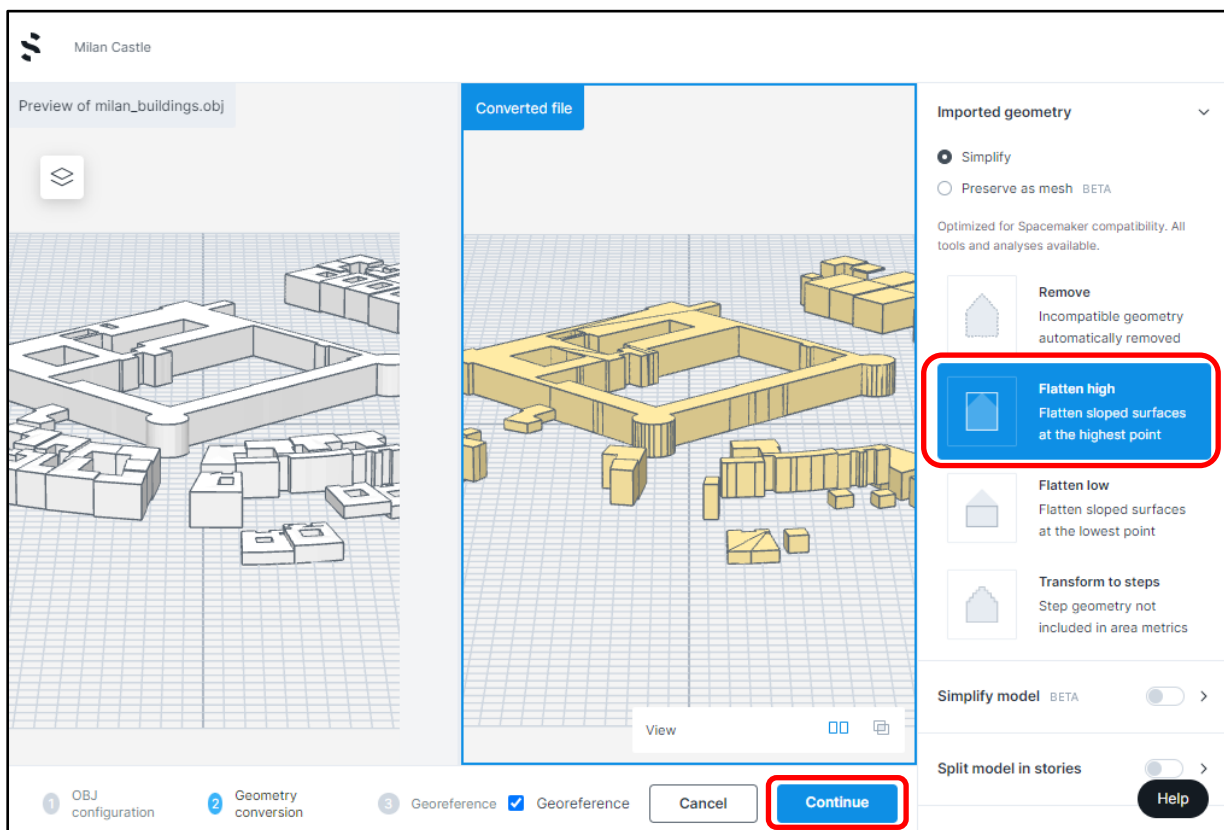 Milan Castle
Preview of milan_buildings.obj
Converted file
View
Imported geometry
Simplify
Preserve as mesh BETA
Optimized for Spacemaker compatibility. All
tools and analyses available.
Remove
Incompatible geometry
automatically removed
Flatten high
Flatten sloped surfaces
at the highest point
Flatten low
Flatten sloped surfaces
at the lowest point
Transform to steps
Step geometry not
included in area metrics
Simplify model BETA
Split model in stories
1 OBJ
configuration
2 Geometry
conversion
3 Georeference
Georeference
Cancel
Continue
Help